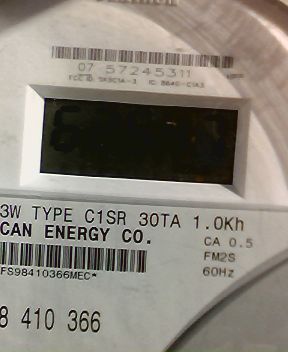 07 57245311
3W TYPE C1SR 30TA 1.0Kh
CAN ENERGY CO.
CA 0.5
FM2S
60Hz
FS98410366MEC*
8 410 366